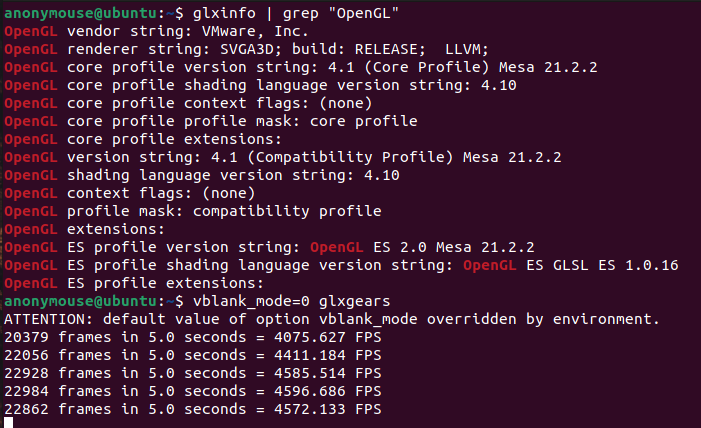 anonymouse@ubuntu:~$ glxinfo | grep "OpenGL"
OpenGL vendor string: VMware, Inc.
OpenGL renderer string: SVGA3D; build: RELEASE;  LLVM;
OpenGL core profile version string: 4.1 (Core Profile) Mesa 21.2.2
OpenGL core profile shading language version string: 4.10
OpenGL core profile context flags: (none)
OpenGL core profile profile mask: core profile
OpenGL core profile extensions:
OpenGL version string: 4.1 (Compatibility Profile) Mesa 21.2.2
OpenGL shading language version string: 4.10
OpenGL context flags: (none)
OpenGL profile mask: compatibility profile
OpenGL extensions:
OpenGL ES profile version string: OpenGL ES 2.0 Mesa 21.2.2
OpenGL ES profile shading language version string: OpenGL ES GLSL ES 1.0.16
OpenGL ES profile extensions:
anonymouse@ubuntu:~$ vblank_mode=0 glxgears
ATTENTION: default value of option vblank_mode overridden by environment.
20379 frames in 5.0 seconds = 4075.627 FPS
22056 frames in 5.0 seconds = 4411.184 FPS
22928 frames in 5.0 seconds = 4585.514 FPS
22984 frames in 5.0 seconds = 4596.686 FPS
22862 frames in 5.0 seconds = 4572.133 FPS